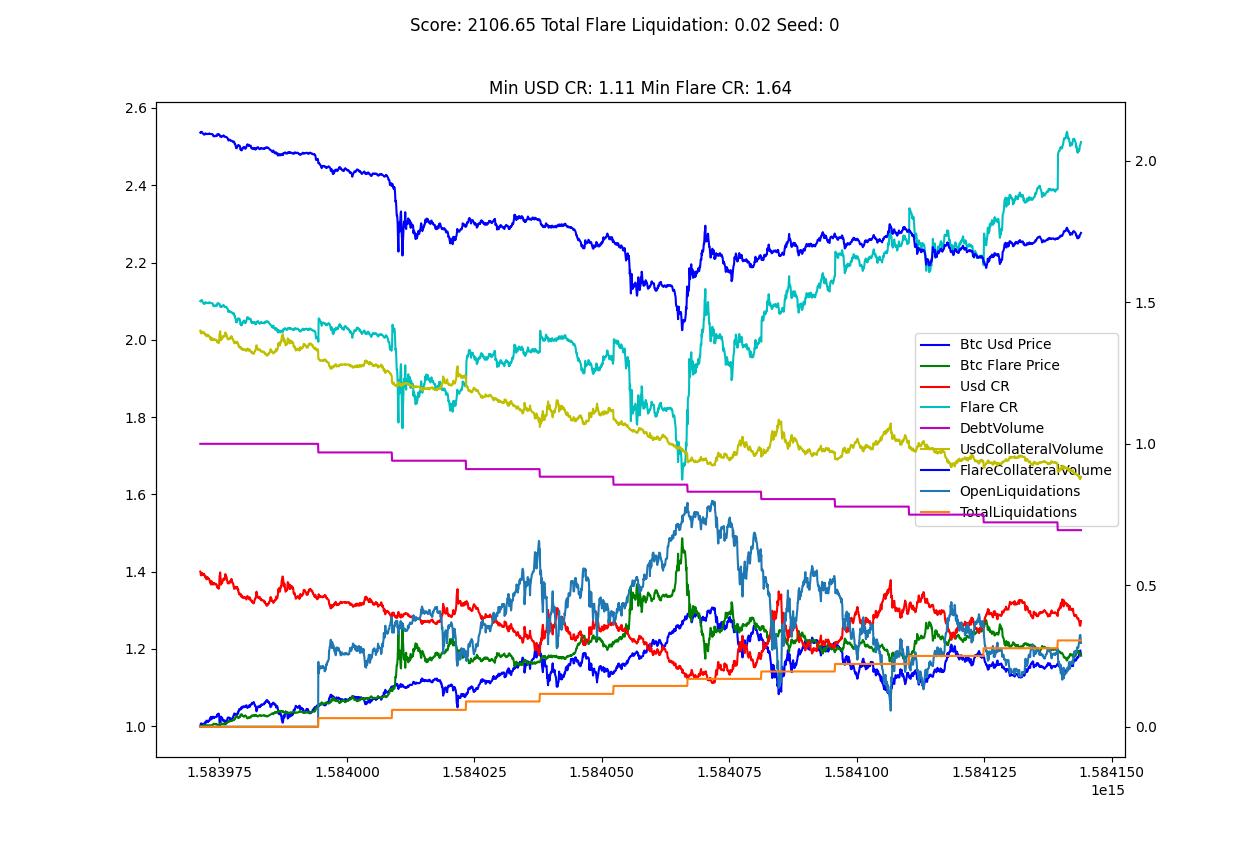 Score: 2106.65 Total Flare Liquidation: 0.02 Seed: 0
Min USD CR: 1.11 Min Flare CR: 1.64
2.6
2.4
2.2
2.0
1.8
1.6
1.4
1.2
1.0
2.0
1.5
1.0
0.5
0.0
Btc Usd Price
Btc Flare Price
Usd CR
Flare CR
DebtVolume
UsdCollateralVolume
FlareCollateralVolume
OpenLiquidations
TotalLiquidations
1.583975 1.584000 1.584025 1.584050 1.584075 1.584100 1.584125 1.584150
1e15